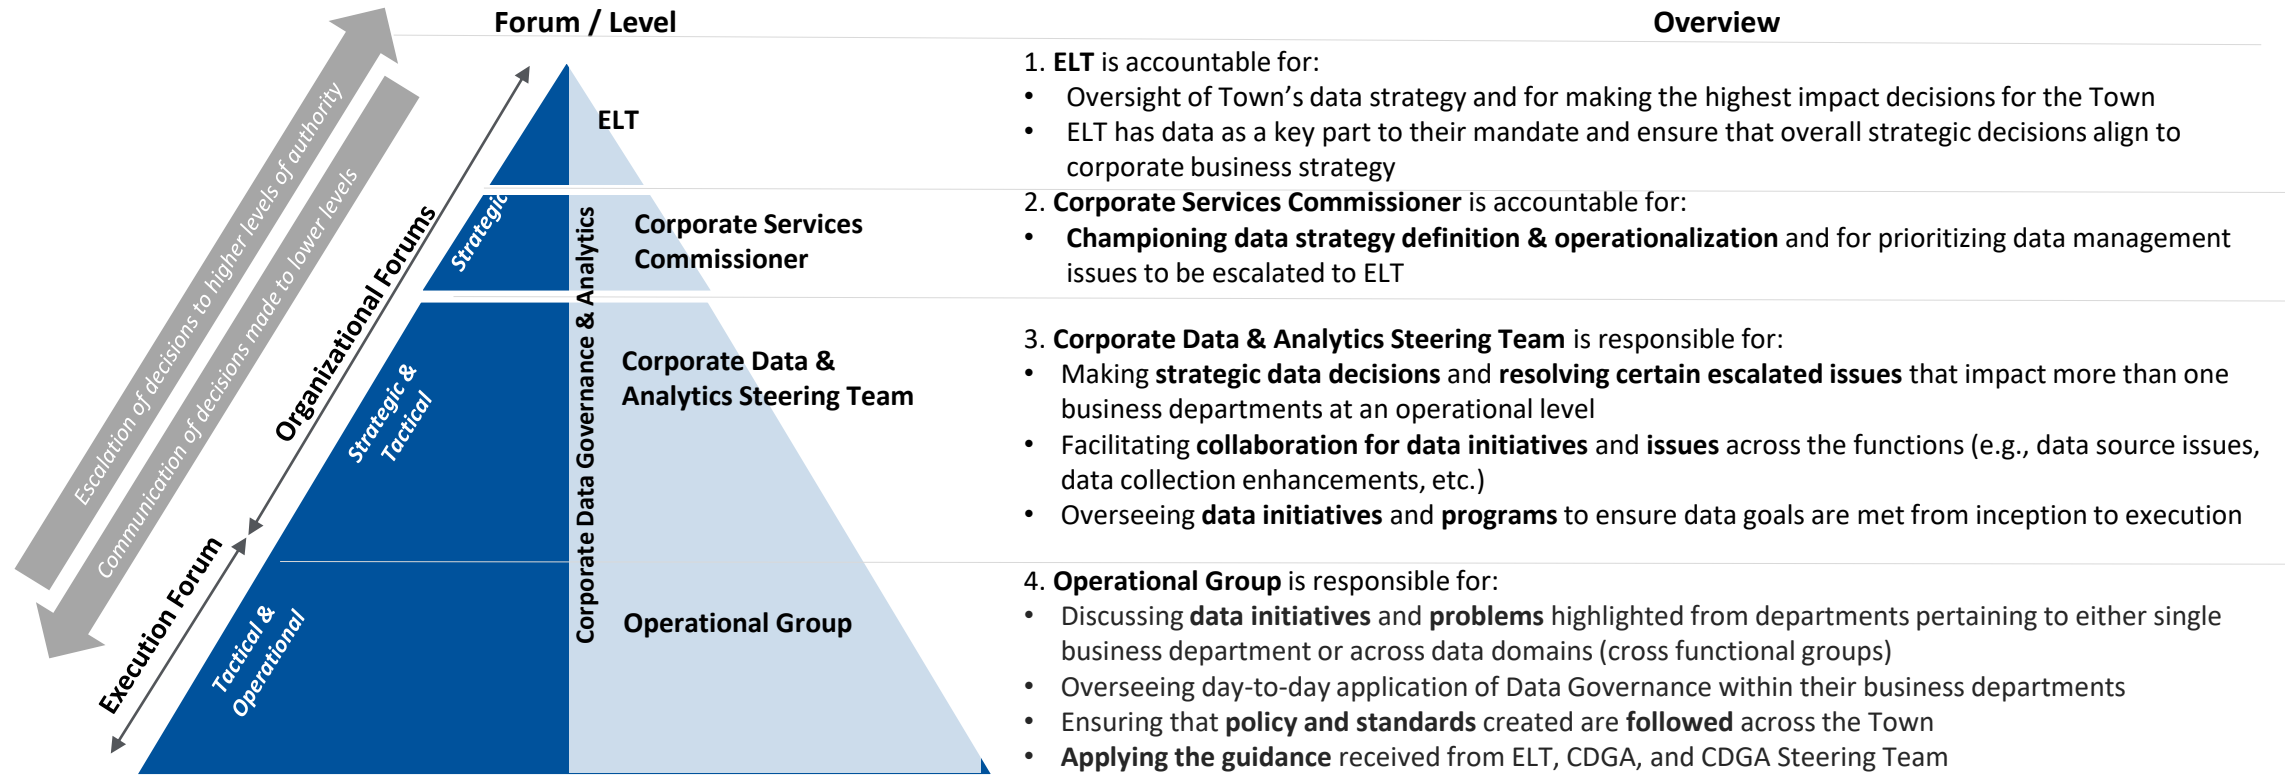 Forum / Level
Overview
Escalation of decisions to higher levels of authority
Communication of decisions made to lower levels
Organizational Forums
Execution Forum
Strategic
Strategic &
Tactical
Tactical &
Operational
Corporate Data Governance & Analytics
ELT
Corporate Services
Commissioner
Corporate Data &
Analytics Steering Team
Operational Group
1. ELT is accountable for:
• Oversight of Town’s data strategy and for making the highest impact decisions for the Town
• ELT has data as a key part to their mandate and ensure that overall strategic decisions align to
corporate business strategy
2. Corporate Services Commissioner is accountable for:
• Championing data strategy definition & operationalization and for prioritizing data management
issues to be escalated to ELT
3. Corporate Data & Analytics Steering Team is responsible for:
• Making strategic data decisions and resolving certain escalated issues that impact more than one
business departments at an operational level
• Facilitating collaboration for data initiatives and issues across the functions (e.g., data source issues,
data collection enhancements, etc.)
• Overseeing data initiatives and programs to ensure data goals are met from inception to execution
4. Operational Group is responsible for:
• Discussing data initiatives and problems highlighted from departments pertaining to either single
business department or across data domains (cross functional groups)
• Overseeing day-to-day application of Data Governance within their business departments
• Ensuring that policy and standards created are followed across the Town
• Applying the guidance received from ELT, CDGA, and CDGA Steering Team